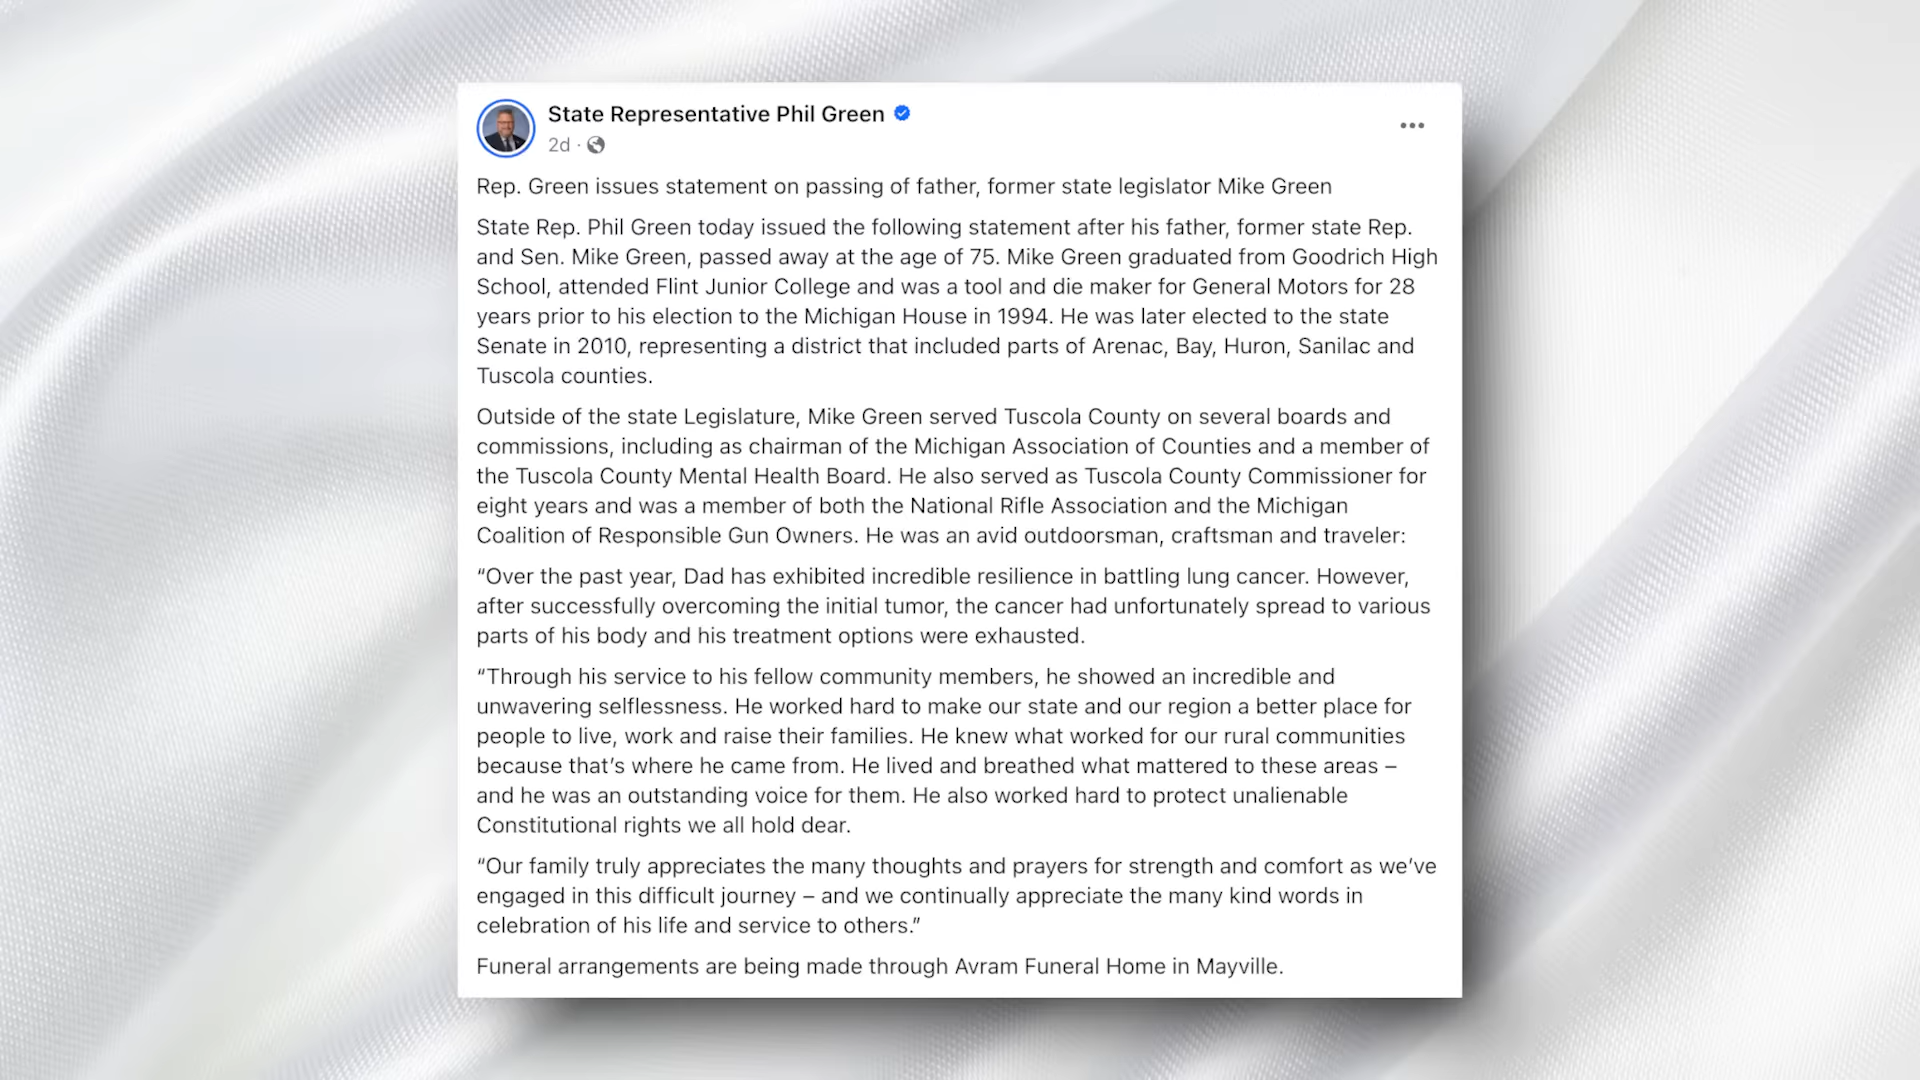 State Representative Phil Green
2d ·
Rep. Green issues statement on passing of father, former state legislator Mike Green
State Rep. Phil Green today issued the following statement after his father, former state Rep.
and Sen. Mike Green, passed away at the age of 75. Mike Green graduated from Goodrich High
School, attended Flint Junior College and was a tool and die maker for General Motors for 28
years prior to his election to the Michigan House in 1994. He was later elected to the state
Senate in 2010, representing a district that included parts of Arenac, Bay, Huron, Sanilac and
Tuscola counties.
Outside of the state Legislature, Mike Green served Tuscola County on several boards and
commissions, including as chairman of the Michigan Association of Counties and a member of
the Tuscola County Mental Health Board. He also served as Tuscola County Commissioner for
eight years and was a member of both the National Rifle Association and the Michigan
Coalition of Responsible Gun Owners. He was an avid outdoorsman, craftsman and traveler:
“Over the past year, Dad has exhibited incredible resilience in battling lung cancer. However,
after successfully overcoming the initial tumor, the cancer had unfortunately spread to various
parts of his body and his treatment options were exhausted.
“Through his service to his fellow community members, he showed an incredible and
unwavering selflessness. He worked hard to make our state and our region a better place for
people to live, work and raise their families. He knew what worked for our rural communities
because that’s where he came from. He lived and breathed what mattered to these areas –
and he was an outstanding voice for them. He also worked hard to protect unalienable
Constitutional rights we all hold dear.
“Our family truly appreciates the many thoughts and prayers for strength and comfort as we’ve
engaged in this difficult journey – and we continually appreciate the many kind words in
celebration of his life and service to others.”
Funeral arrangements are being made through Avram Funeral Home in Mayville.